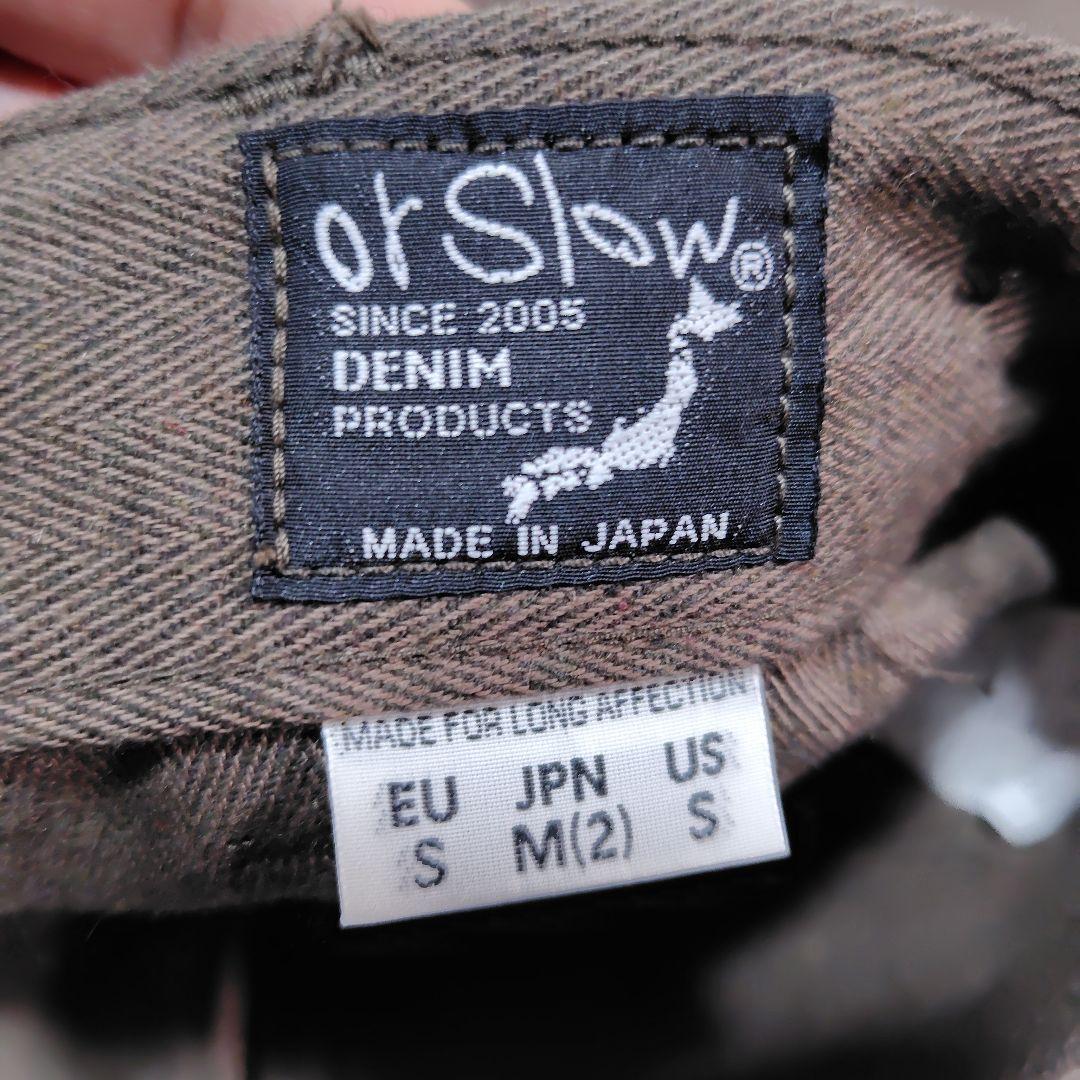 orSlow®
SINCE 2005
DENIM
PRODUCTS
MADE IN JAPAN
MADE FOR LONG AFFECTION
EU JPN US
S M(2) S